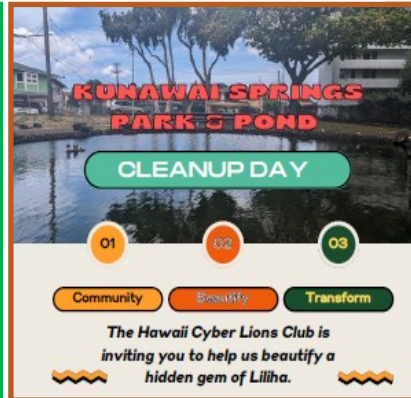 KUNAWAI SPRINGS
PARK & POND
CLEANUP DAY
01 02 03
Community Beautify Transform
The Hawaii Cyber Lions Club is
inviting you to help us beautify a
hidden gem of Liliha.